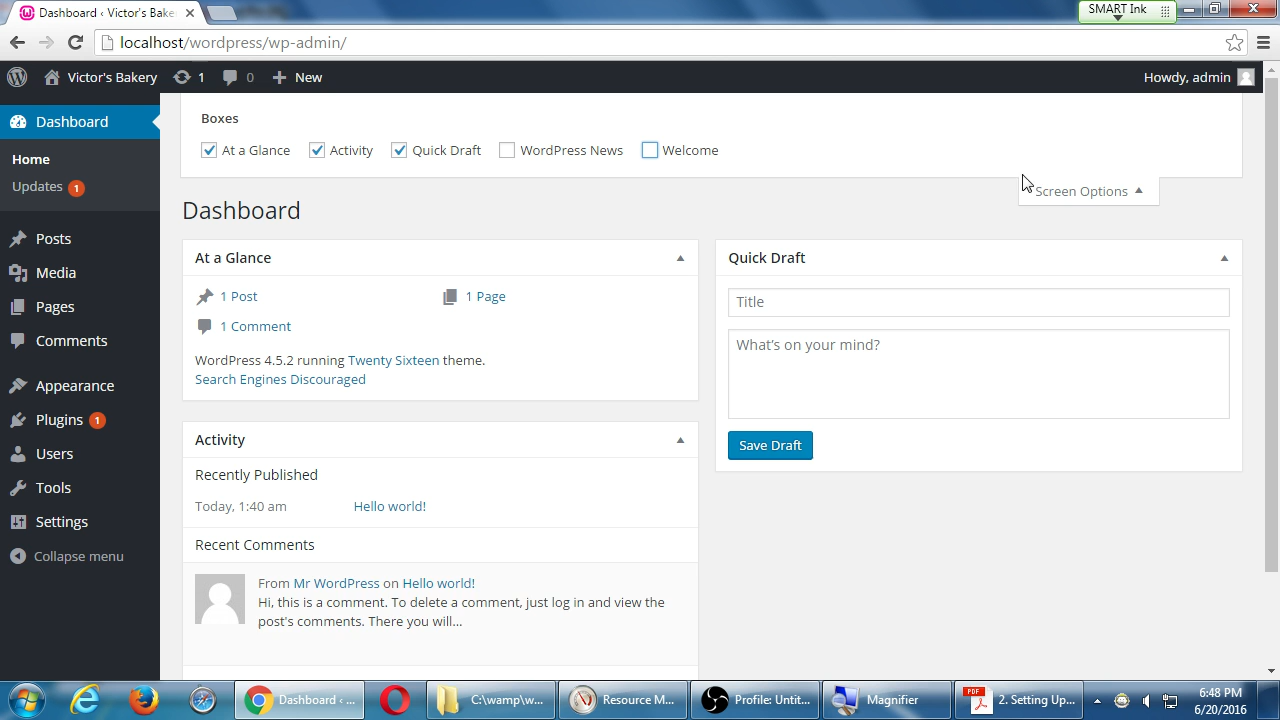 Dashboard ‹ Victor's Bake
SMART Ink
localhost/wordpress/wp-admin/
Victor's Bakery 1 0 New Howdy, admin
Dashboard
Home
Updates 1
Posts
Media
Pages
Comments
Appearance
Plugins 1
Users
Tools
Settings
Collapse menu
Boxes
At a Glance Activity Quick Draft WordPress News Welcome
Screen Options
Dashboard
At a Glance
1 Post 1 Page
1 Comment
WordPress 4.5.2 running Twenty Sixteen theme.
Search Engines Discouraged
Activity
Recently Published
Today, 1:40 am Hello world!
Recent Comments
From Mr WordPress on Hello world!
Hi, this is a comment. To delete a comment, just log in and view the
post's comments. There you will...
Quick Draft
Title
What's on your mind?
Save Draft
Dashboard ‹ ... C:\wamp\w... Resource M... Profile: Untit... Magnifier PDF 2. Setting Up...
6:48 PM
6/20/2016